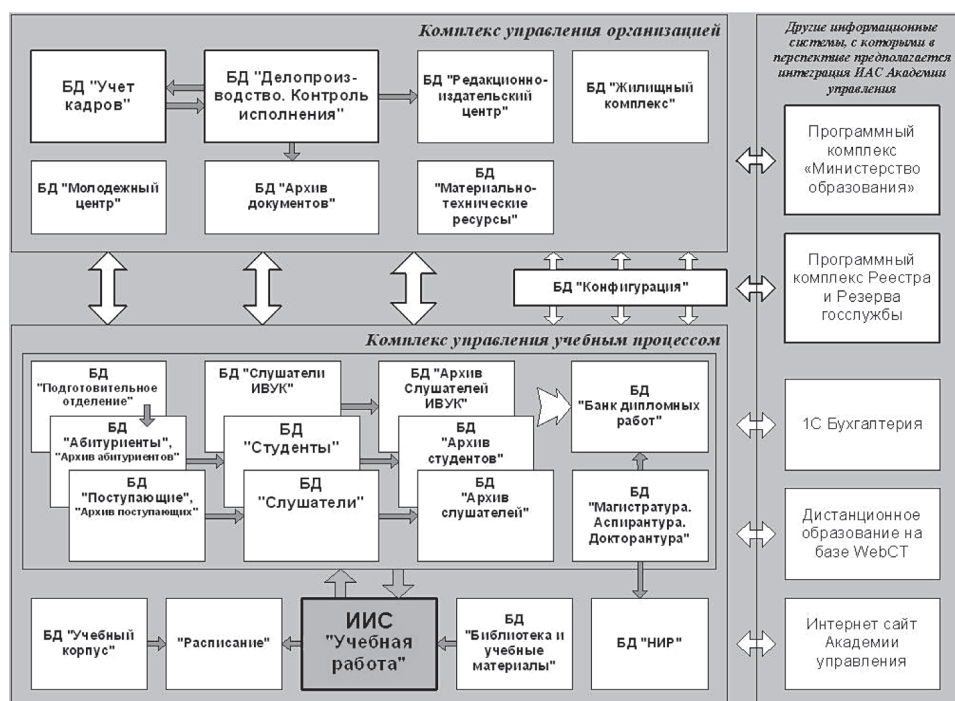 Комплекс управления организацией
БД "Учет
кадров"
БД "Делопроиз-
водство. Контроль
исполнения"
БД "Редакционно-
издательский
центр"
БД "Жилищный
комплекс"
БД "Молодежный
центр"
БД "Архив
документов"
БД
"Материально-
технические
ресурсы"
БД "Конфигурация"
Комплекс управления учебным процессом
БД
"Подготовительное
отделение"
БД "Слушатели
ИВУК"
БД "Архив
Слушателей
ИВУК"
БД
"Банк дипломных
работ"
БД
"Абитуриенты",
"Архив абитуриентов"
БД
"Студенты"
БД
"Архив
студентов"
БД
"Поступающие",
"Архив поступающих"
БД
"Слушатели"
БД
"Архив
слушателей"
БД
"Магистратура.
Аспирантура.
Докторантура"
БД "Учебный
корпус"
"Расписание"
ИИС
"Учебная
работа"
БД
"Библиотека и
учебные
материалы"
БД "НИР"
Другие информационные
системы, с которыми в
перспективе предполагается
интеграция ИАС Академии
управления
Программный
комплекс
«Министерство
образования»
Программный
комплекс Реестра
и Резерва
госслужбы
1С Бухгалтерия
Дистанционное
образование на
базе WebCT
Интернет сайт
Академии
управления